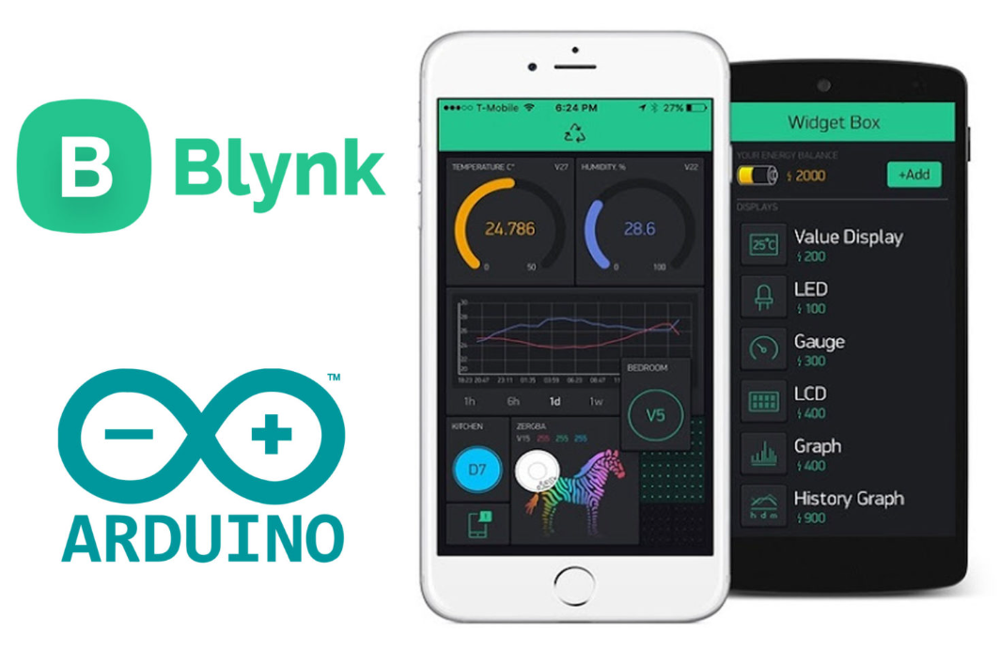 B Blynk
ARDUINO
TM
T-Mobile 6:24 PM 27%
TEMPERATURE C° V27
24.786
0 50
HUMIDITY, % V22
28.6
0 100
30
28
26
24
22
20
18:23 20:47 23:11 01:35 03:59 06:23 08:47 11
1h 6h 1d 1w
BEDROOM
V5
KITCHEN
D7
ZERGBA
V15 255 255 255
Widget Box
YOUR ENERGY BALANCE
2000
+Add
DISPLAYS
25°C
Value Display
200
LED
100
Gauge
300
LCD
400
Graph
400
h d m
History Graph
900